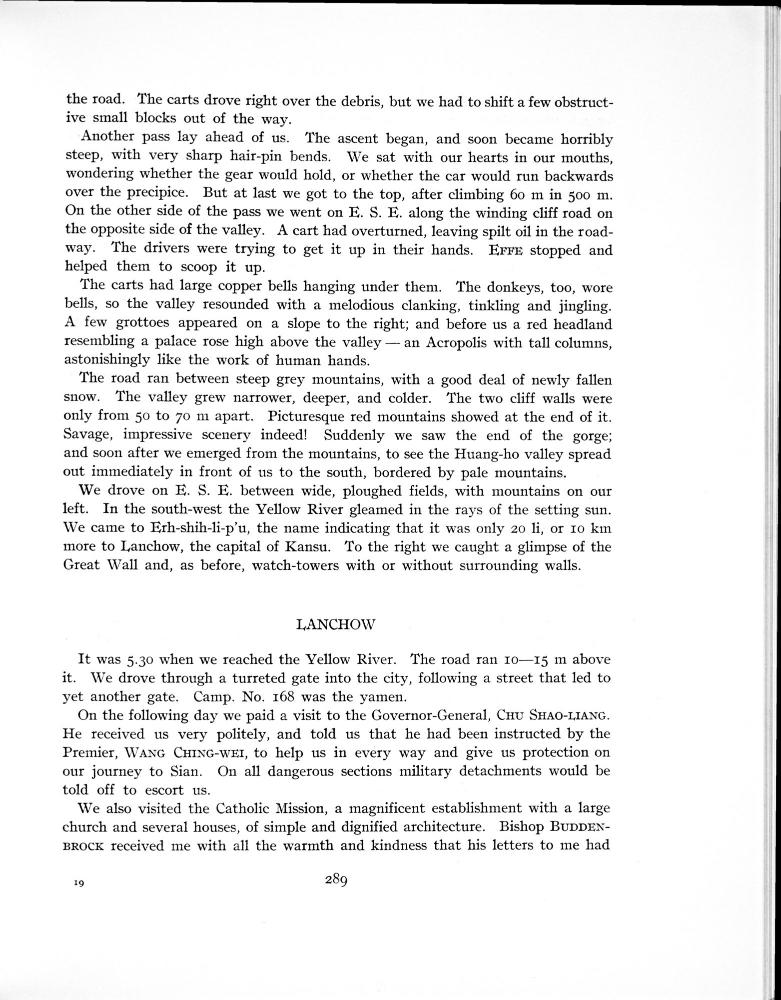 the road. The carts drove right over the debris, but we had to shift a few obstruct-
ive small blocks out of the way.
Another pass lay ahead of us. The ascent began, and soon became horribly
steep, with very sharp hair-pin bends. We sat with our hearts in our mouths,
wondering whether the gear would hold, or whether the car would run backwards
over the precipice. But at last we got to the top, after climbing 60 m in 500 m.
On the other side of the pass we went on E. S. E. along the winding cliff road on
the opposite side of the valley. A cart had overturned, leaving spilt oil in the road-
way. The drivers were trying to get it up in their hands. EFFE stopped and
helped them to scoop it up.
The carts had large copper bells hanging under them. The donkeys, too, wore
bells, so the valley resounded with a melodious clanking, tinkling and jingling.
A few grottoes appeared on a slope to the right; and before us a red headland
resembling a palace rose high above the valley — an Acropolis with tall columns,
astonishingly like the work of human hands.
The road ran between steep grey mountains, with a good deal of newly fallen
snow. The valley grew narrower, deeper, and colder. The two cliff walls were
only from 50 to 70 m apart. Picturesque red mountains showed at the end of it.
Savage, impressive scenery indeed! Suddenly we saw the end of the gorge;
and soon after we emerged from the mountains, to see the Huang-ho valley spread
out immediately in front of us to the south, bordered by pale mountains.
We drove on E. S. E. between wide, ploughed fields, with mountains on our
left. In the south-west the Yellow River gleamed in the rays of the setting sun.
We came to Erh-shih-li-p'u, the name indicating that it was only 20 li, or 10 km
more to Lanchow, the capital of Kansu. To the right we caught a glimpse of the
Great Wall and, as before, watch-towers with or without surrounding walls.
LANCHOW
It was 5.30 when we reached the Yellow River. The road ran 10—15 m above
it. We drove through a turreted gate into the city, following a street that led to
yet another gate. Camp. No. 168 was the yamen.
On the following day we paid a visit to the Governor-General, CHU SHAO-LIANG.
He received us very politely, and told us that he had been instructed by the
Premier, WANG CHING-WEI, to help us in every way and give us protection on
our journey to Sian. On all dangerous sections military detachments would be
told off to escort us.
We also visited the Catholic Mission, a magnificent establishment with a large
church and several houses, of simple and dignified architecture. Bishop BUDDEN-
BROCK received me with all the warmth and kindness that his letters to me had
19
289